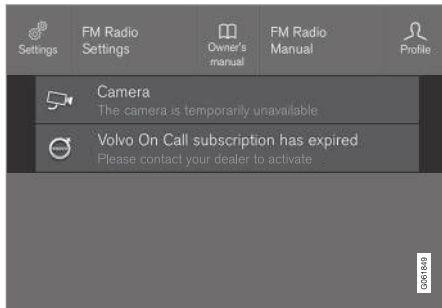 Settings
FM Radio
Settings
Owner's
manual
FM Radio
Manual
Profile
Camera
The camera is temporarily unavailable
Volvo On Call subscription has expired
Please contact your dealer to activate
G061849